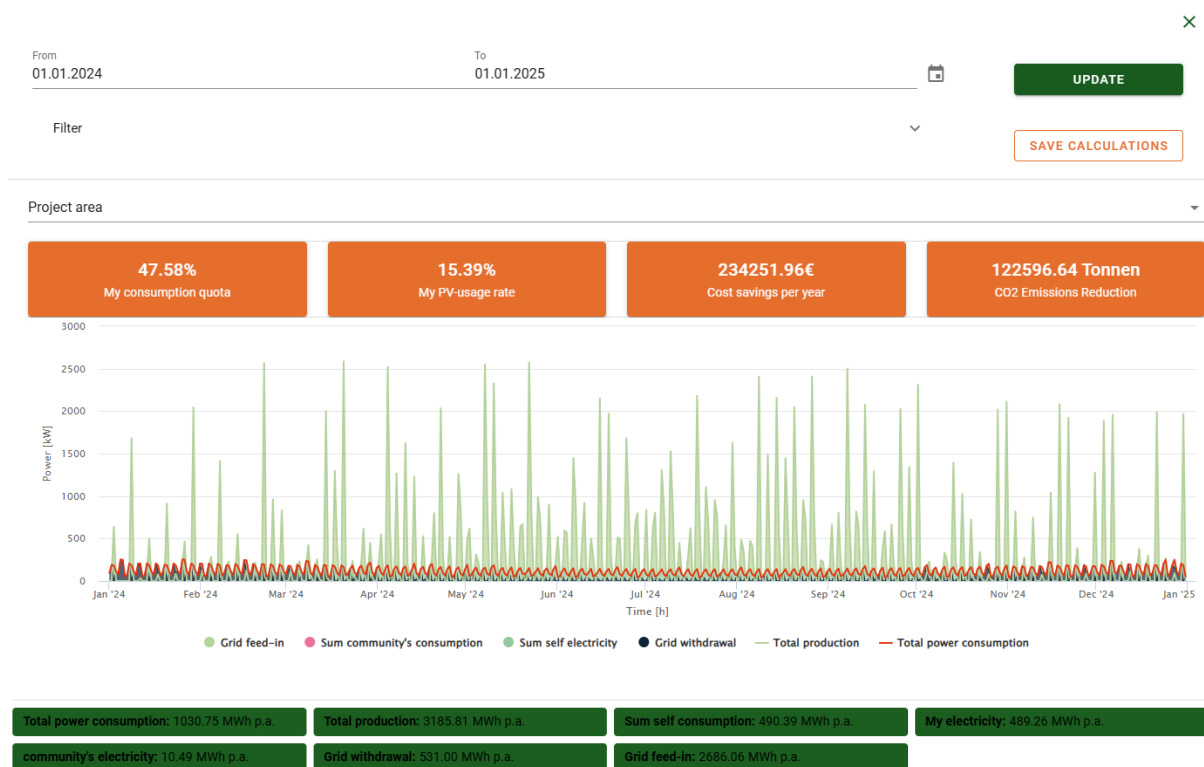 From
01.01.2024
To
01.01.2025
UPDATE
Filter
SAVE CALCULATIONS
Project area
47.58%
My consumption quota
15.39%
My PV-usage rate
234251.96€
Cost savings per year
122596.64 Tonnen
CO2 Emissions Reduction
3000
2500
2000
1500
1000
500
0
Power [kW]
Jan '24 Feb '24 Mar '24 Apr '24 May '24 Jun '24 Jul '24 Aug '24 Sep '24 Oct '24 Nov '24 Dec '24 Jan '25
Time [h]
Grid feed-in Sum community's consumption Sum self electricity Grid withdrawal Total production Total power consumption
Total power consumption: 1030.75 MWh p.a.
Total production: 3185.81 MWh p.a.
Sum self consumption: 490.39 MWh p.a.
My electricity: 489.26 MWh p.a.
community's electricity: 10.49 MWh p.a.
Grid withdrawal: 531.00 MWh p.a.
Grid feed-in: 2686.06 MWh p.a.